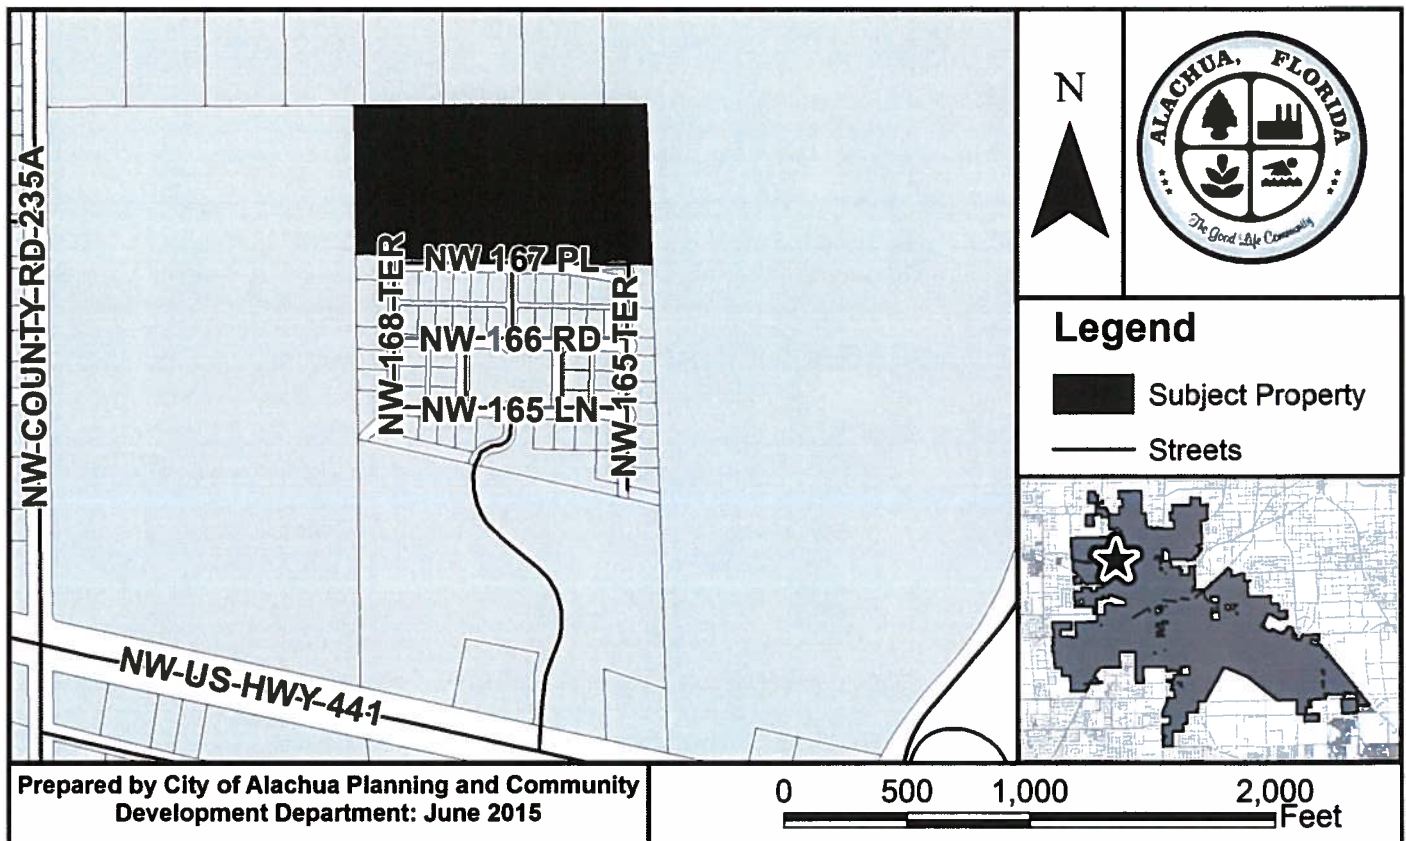 NW-COUNTY-RD-235A
NW 167 PL
NW-168-TER
NW-166 RD
NW-165-TER
NW-165 LN
NW-US-HWY-441
N
ALACHUA, FLORIDA
The Good Life Community
Legend
Subject Property
Streets
Prepared by City of Alachua Planning and Community
Development Department: June 2015
0 500 1,000 2,000
Feet